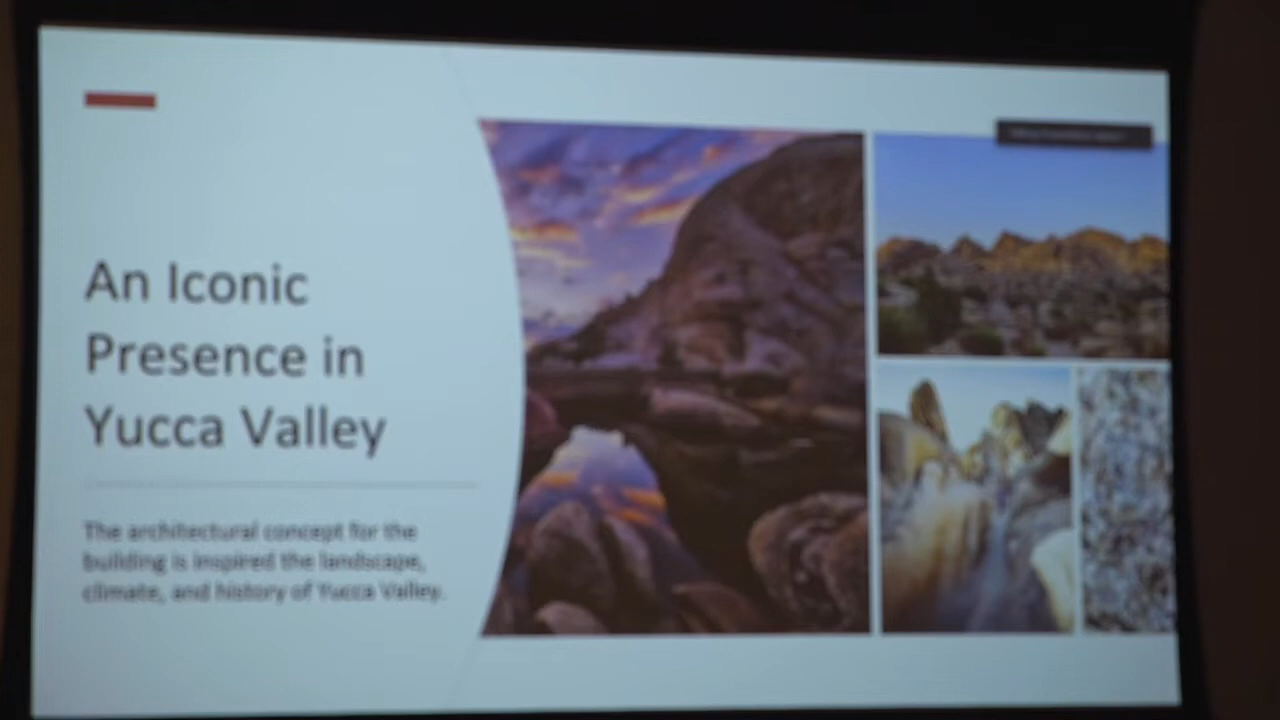 An Iconic
Presence in
Yucca Valley
The architectural concept for the
building is inspired the landscape,
climate, and history of Yucca Valley.